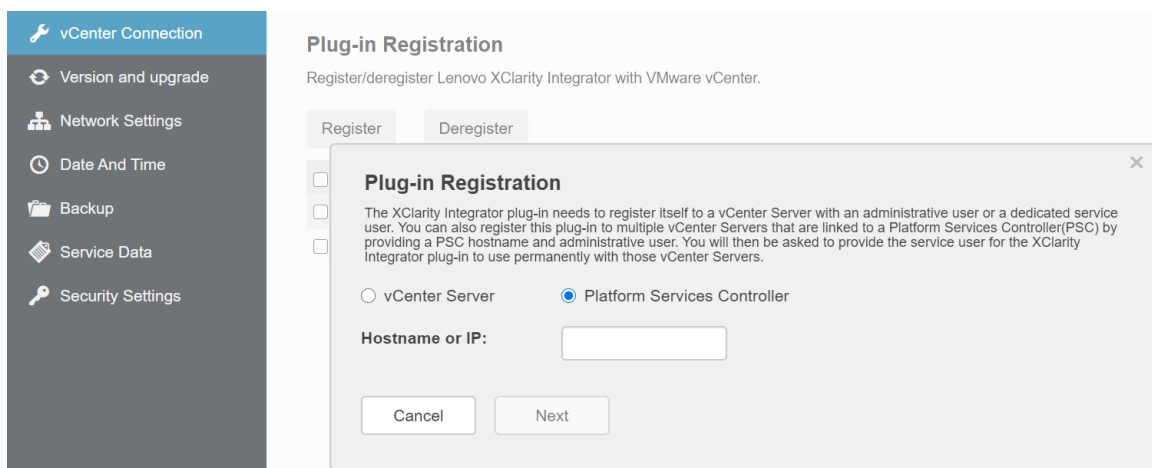 vCenter Connection
Version and upgrade
Network Settings
Date And Time
Backup
Service Data
Security Settings
Plug-in Registration
Register/deregister Lenovo XClarity Integrator with VMware vCenter.
Register Deregister
×
Plug-in Registration
The XClarity Integrator plug-in needs to register itself to a vCenter Server with an administrative user or a dedicated service
user. You can also register this plug-in to multiple vCenter Servers that are linked to a Platform Services Controller(PSC) by
providing a PSC hostname and administrative user. You will then be asked to provide the service user for the XClarity
Integrator plug-in to use permanently with those vCenter Servers.
vCenter Server Platform Services Controller
Hostname or IP:
Cancel Next